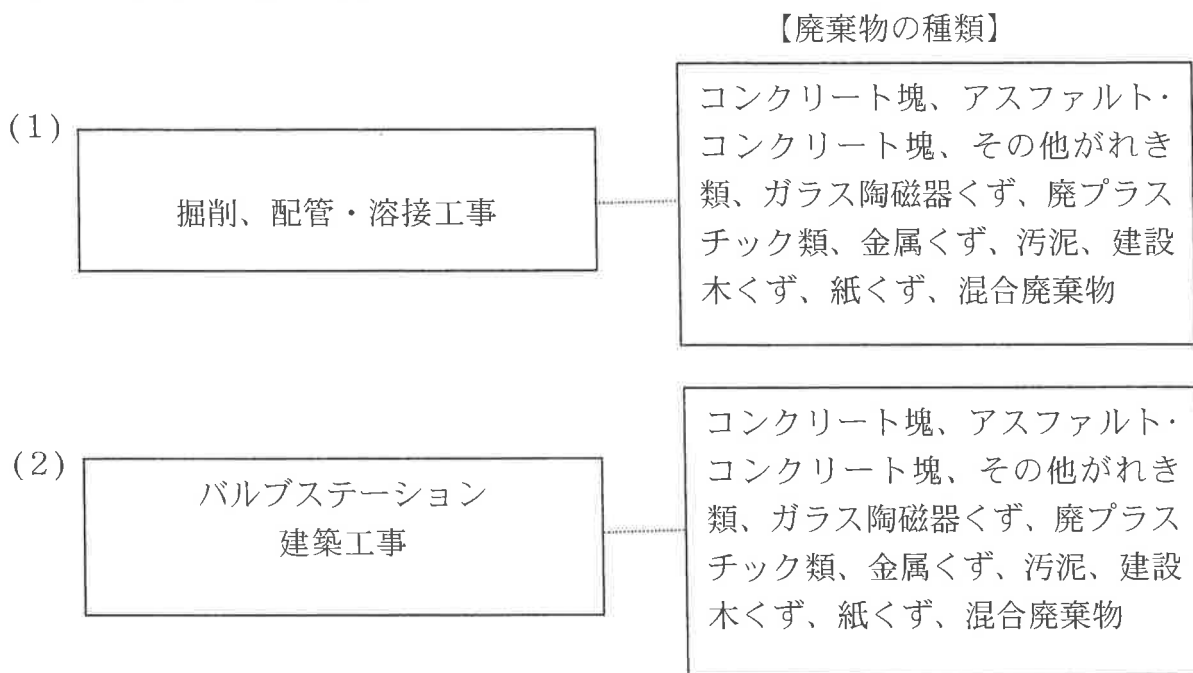 【廃棄物の種類】
(1)
掘削、配管・溶接工事
コンクリート塊、アスファルト・
コンクリート塊、その他がれき
類、ガラス陶磁器くず、廃プラス
チック類、金属くず、汚泥、建設
木くず、紙くず、混合廃棄物
(2)
バルブステーション
建築工事
コンクリート塊、アスファルト・
コンクリート塊、その他がれき
類、ガラス陶磁器くず、廃プラス
チック類、金属くず、汚泥、建設
木くず、紙くず、混合廃棄物